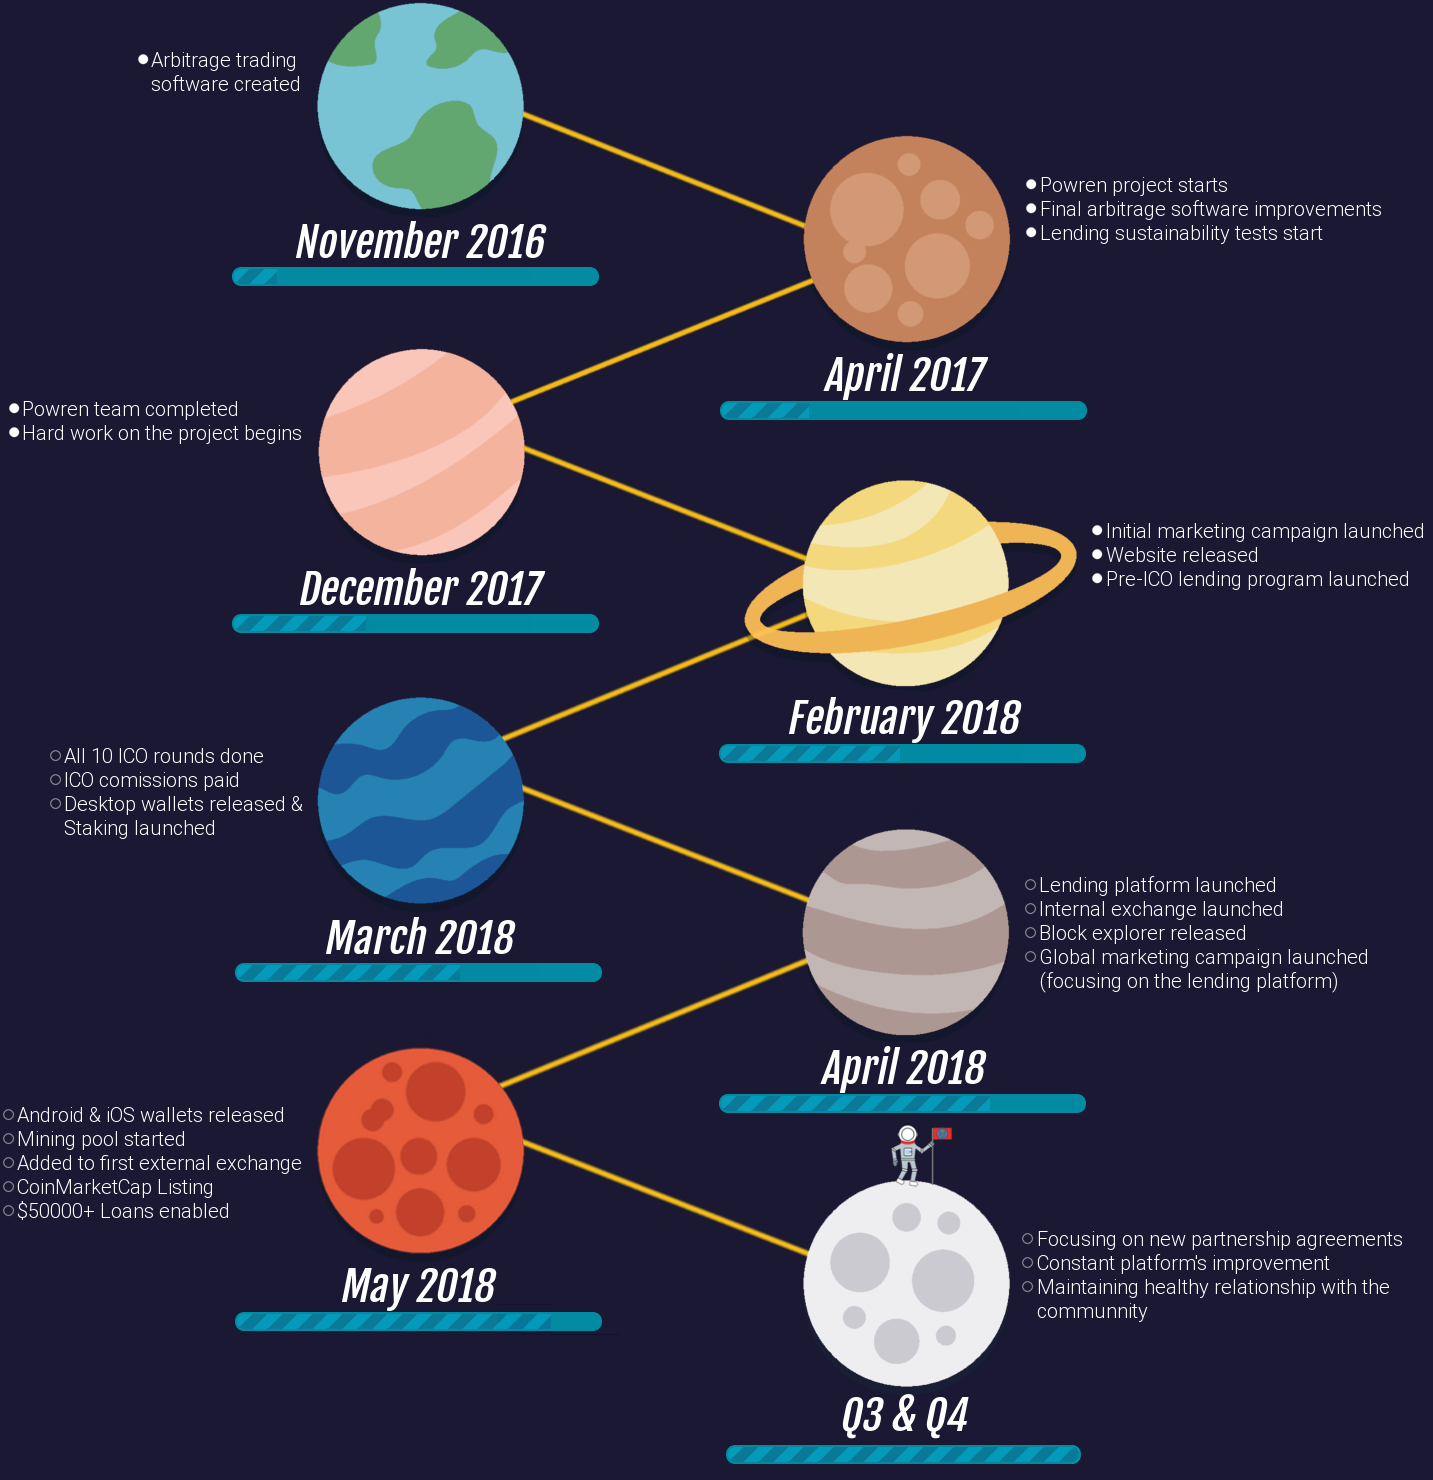 Arbitrage trading
software created
November 2016
Powren project starts
Final arbitrage software improvements
Lending sustainability tests start
April 2017
Powren team completed
Hard work on the project begins
December 2017
Initial marketing campaign launched
Website released
Pre-ICO lending program launched
February 2018
All 10 ICO rounds done
ICO comissions paid
Desktop wallets released &
Staking launched
March 2018
Lending platform launched
Internal exchange launched
Block explorer released
Global marketing campaign launched
(focusing on the lending platform)
April 2018
Android & iOS wallets released
Mining pool started
Added to first external exchange
CoinMarketCap Listing
$50000+ Loans enabled
May 2018
Focusing on new partnership agreements
Constant platform's improvement
Maintaining healthy relationship with the
communnity
Q3 & Q4